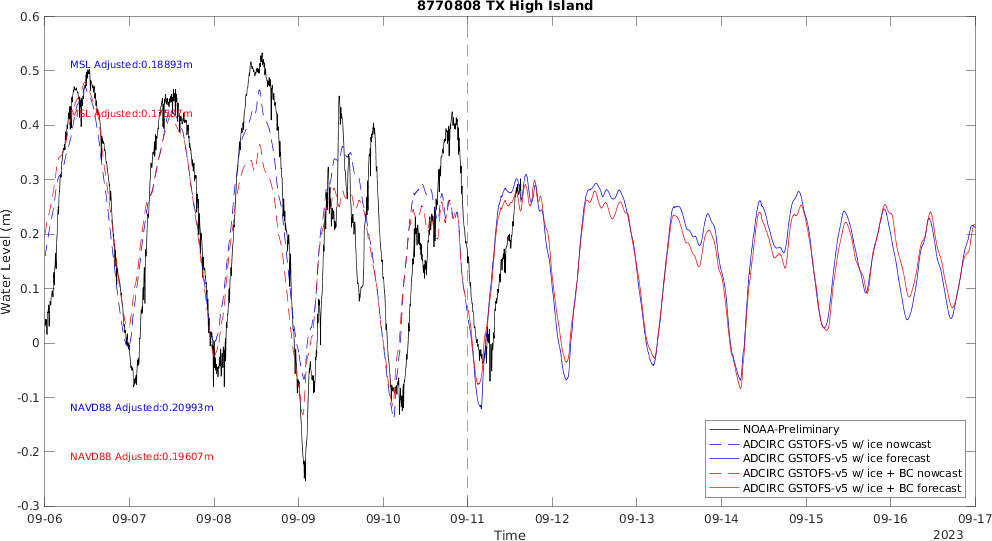 8770808 TX High Island
0.6
0.5
0.4
0.3
0.2
0.1
0
-0.1
-0.2
-0.3
Water Level (m)
MSL Adjusted:0.18893m
MSL
NAVD88 Adjusted:0.20993m
NAVD88 Adjusted:0.19607m
NOAA-Preliminary
ADCIRC GSTOFS-v5 w/ ice nowcast
ADCIRC GSTOFS-v5 w/ ice forecast
ADCIRC GSTOFS-v5 w/ ice + BC nowcast
ADCIRC GSTOFS-v5 w/ ice + BC forecast
09-06 09-07 09-08 09-09 09-10 09-11 09-12 09-13 09-14 09-15 09-16 09-17
Time
2023